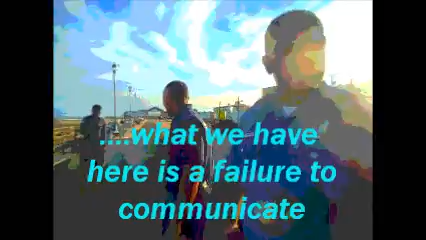 ....what we have
here is a failure to
communicate